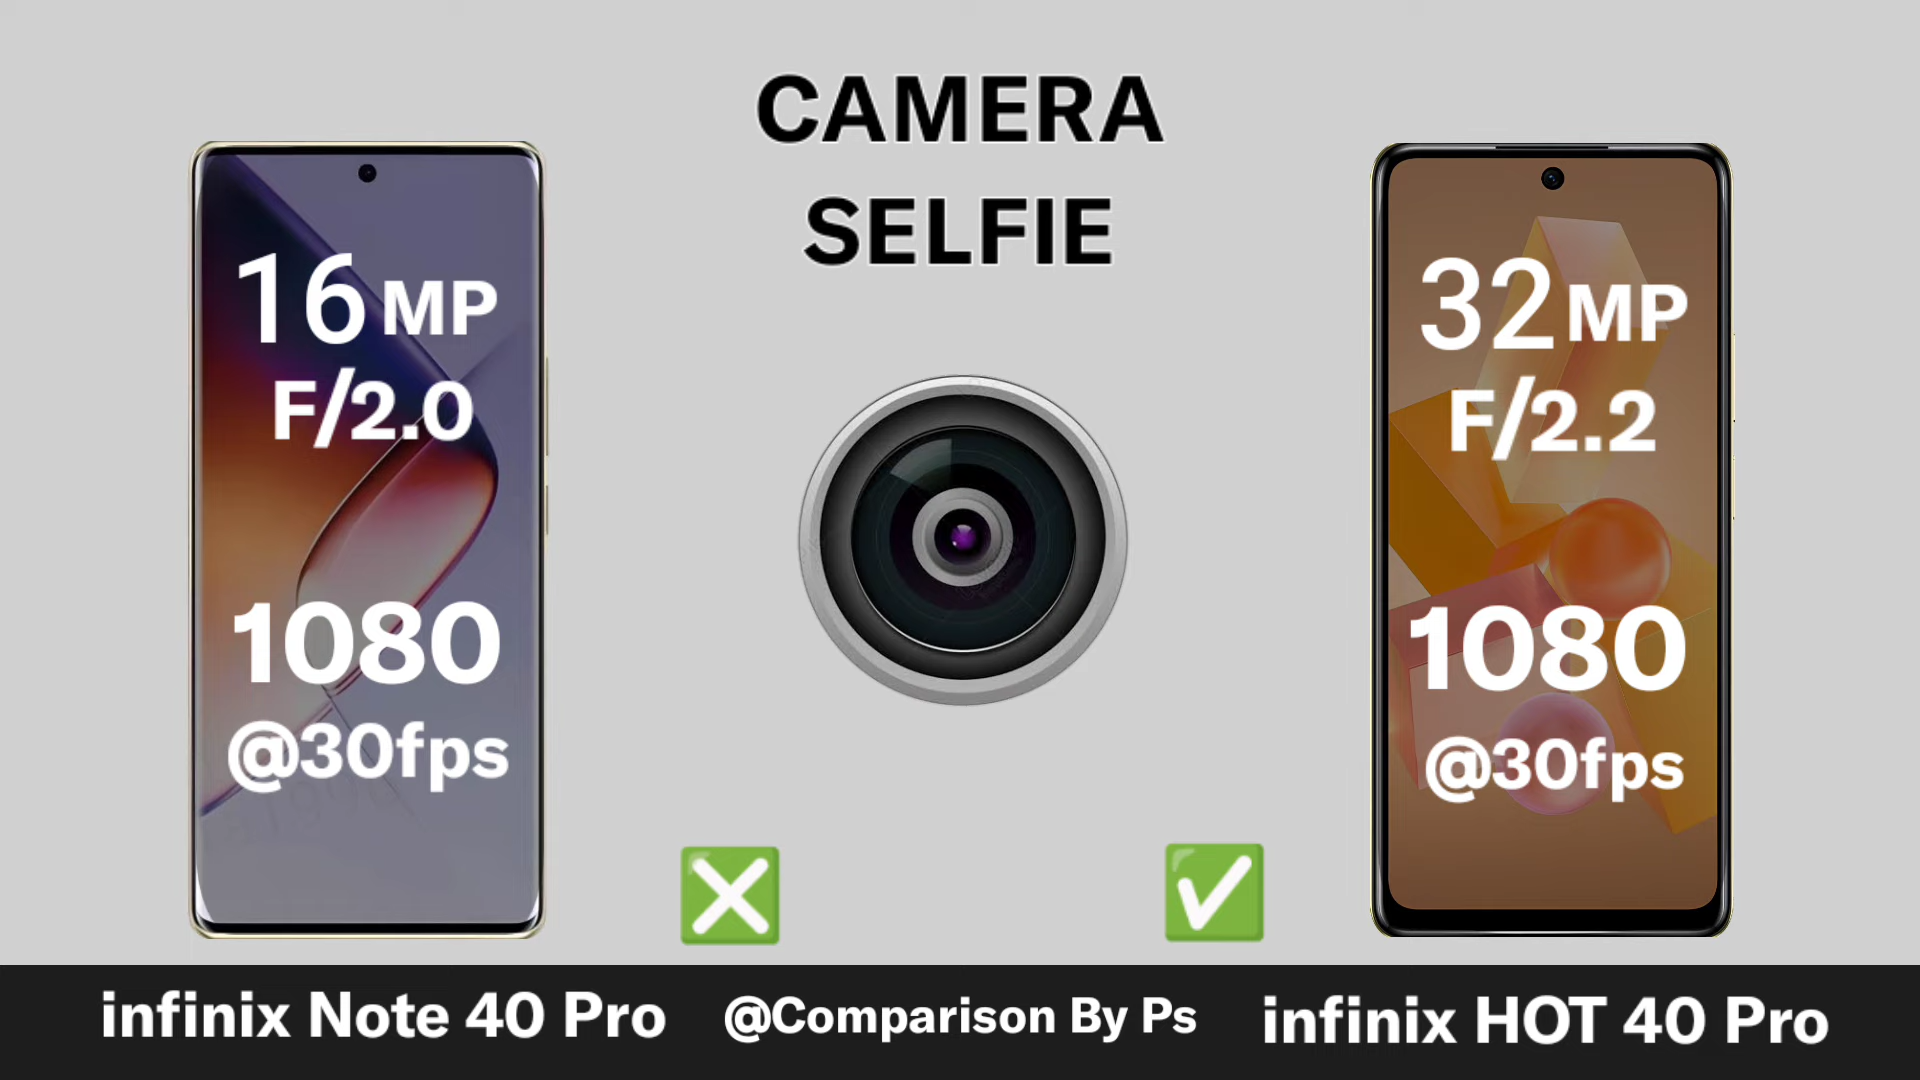 CAMERA
SELFIE
16 MP
F/2.0
1080
@30fps
32 MP
F/2.2
1080
@30fps
infinix Note 40 Pro
@Comparison By Ps
infinix HOT 40 Pro